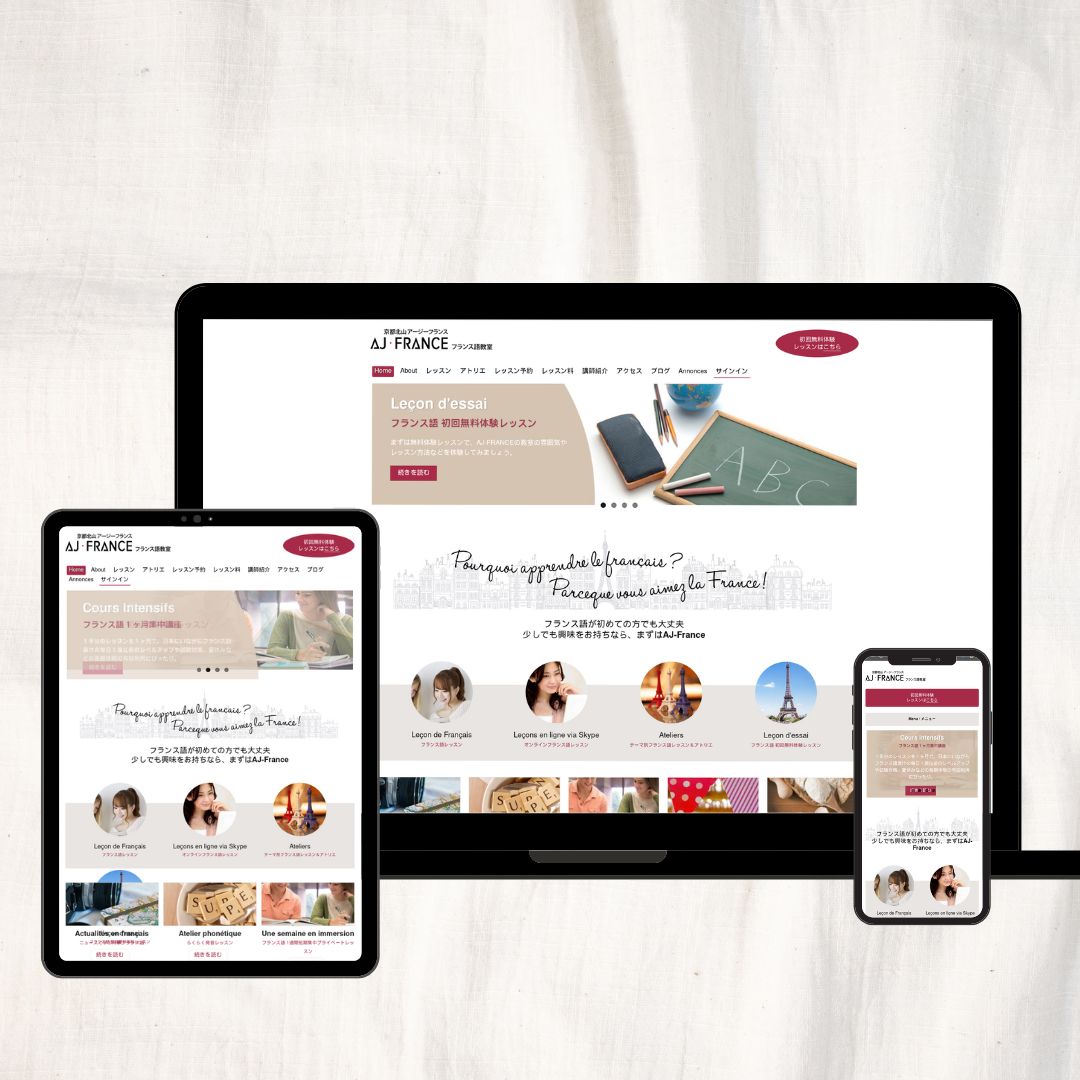 京都北山 アージーフランス
AJ・FRANCE フランス語教室
初回無料体験
レッスンはこちら
Home About レッスン アトリエ レッスン予約 レッスン料 講師紹介 アクセス ブログ Annonces サインイン
Leçon d'essai
フランス語 初回無料体験レッスン
まずは無料体験レッスンで、AJ-FRANCEの教室の雰囲気や
レッスン方法などを体験してみましょう。
続きを読む
ABC
Pourquoi apprendre le français ?
Parceque vous aimez la France !
フランス語が初めての方でも大丈夫
少しでも興味をお持ちなら、まずはAJ-France
Leçon de Français
フランス語レッスン
Leçons en ligne via Skype
オンラインフランス語レッスン
Ateliers
テーマ別フランス語レッスン＆アトリエ
Leçon d'essai
フランス語 初回無料体験レッスン
SUPE
京都北山 アージーフランス
AJ・FRANCE フランス語教室
初回無料体験
レッスンはこちら
Home About レッスン アトリエ レッスン予約 レッスン料 講師紹介 アクセス ブログ
Annonces サインイン
Cours Intensifs
フランス語 1ヶ月集中講座
続きを読む
Pourquoi apprendre le français ?
Parceque vous aimez la France !
フランス語が初めての方でも大丈夫
少しでも興味をお持ちなら、まずはAJ-France
Leçon de Français
フランス語レッスン
Leçons en ligne via Skype
オンラインフランス語レッスン
Ateliers
テーマ別フランス語レッスン＆アトリエ
SUPE
Actualités en français
続きを読む
Atelier phonétique
らくらく発音レッスン
続きを読む
Une semaine en immersion
フランス語1週間短期集中プライベートレッ
スン
京都北山 アージーフランス
AJ・FRANCE フランス語教室
初回無料体験
レッスンはこちら
Menu / メニュー
Cours Intensifs
フランス語 1ヶ月集中講座
フランス語が初めての方でも大丈夫
少しでも興味をお持ちなら、まずはAJ-
France
Leçon de Français
Leçons en ligne via Skype